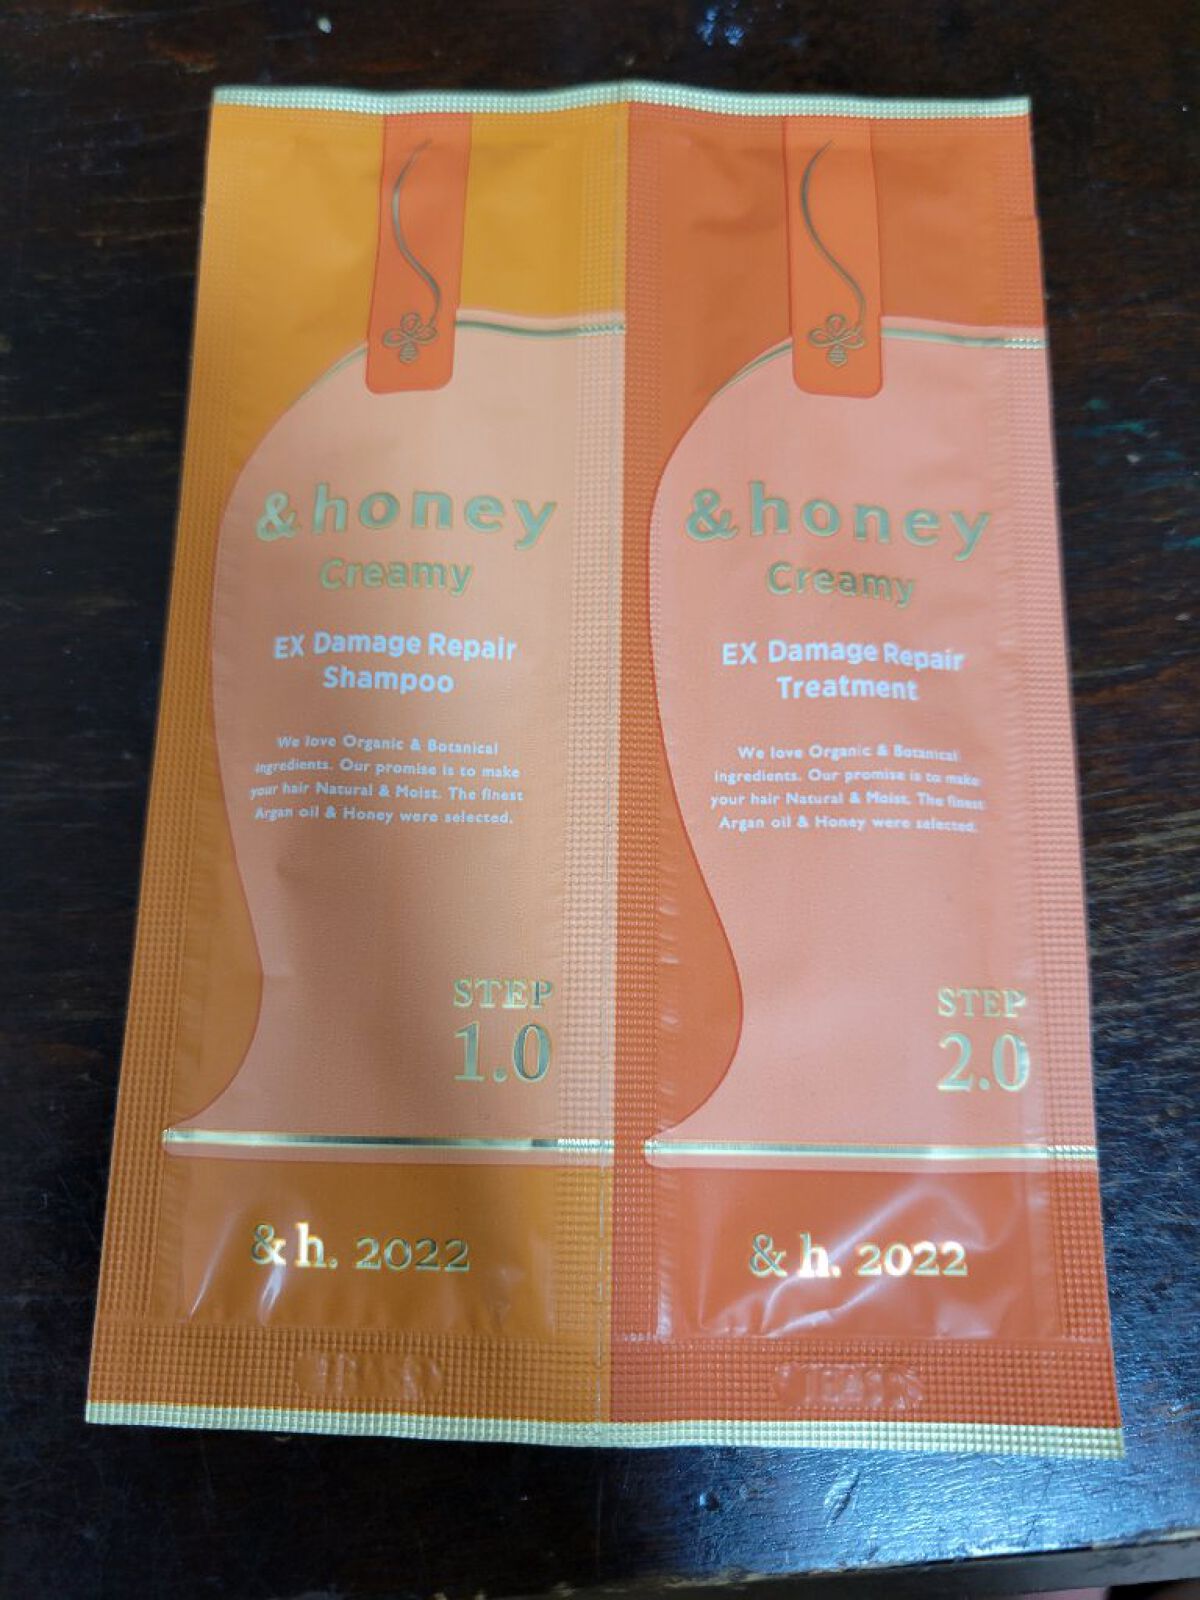 &honey
Creamy
EX Damage Repair
Shampoo
We love Organic & Botanical
ingredients. Our promise is to make
your hair Natural & Moist. The finest
Argan oil & Honey were selected.
STEP
1.0
& h. 2022
&honey
Creamy
EX Damage Repair
Treatment
We love Organic & Botanical
ingredients. Our promise is to make
your hair Natural & Moist. The finest
Argan oil & Honey were selected.
STEP
2.0
& h. 2022